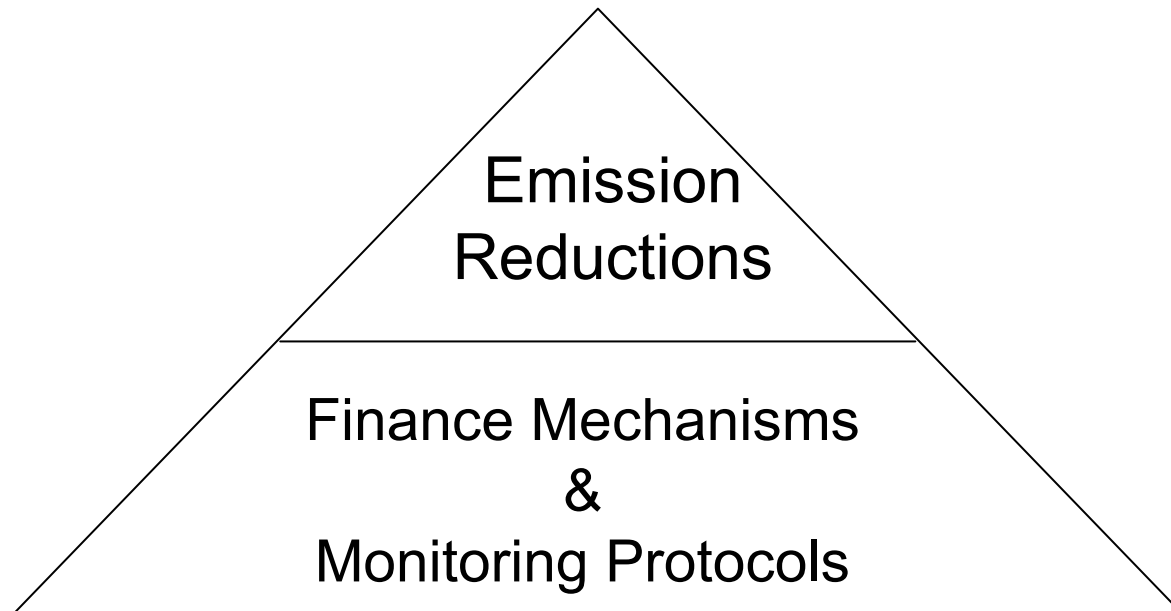 Emission
Reductions
Finance Mechanisms
&
Monitoring Protocols